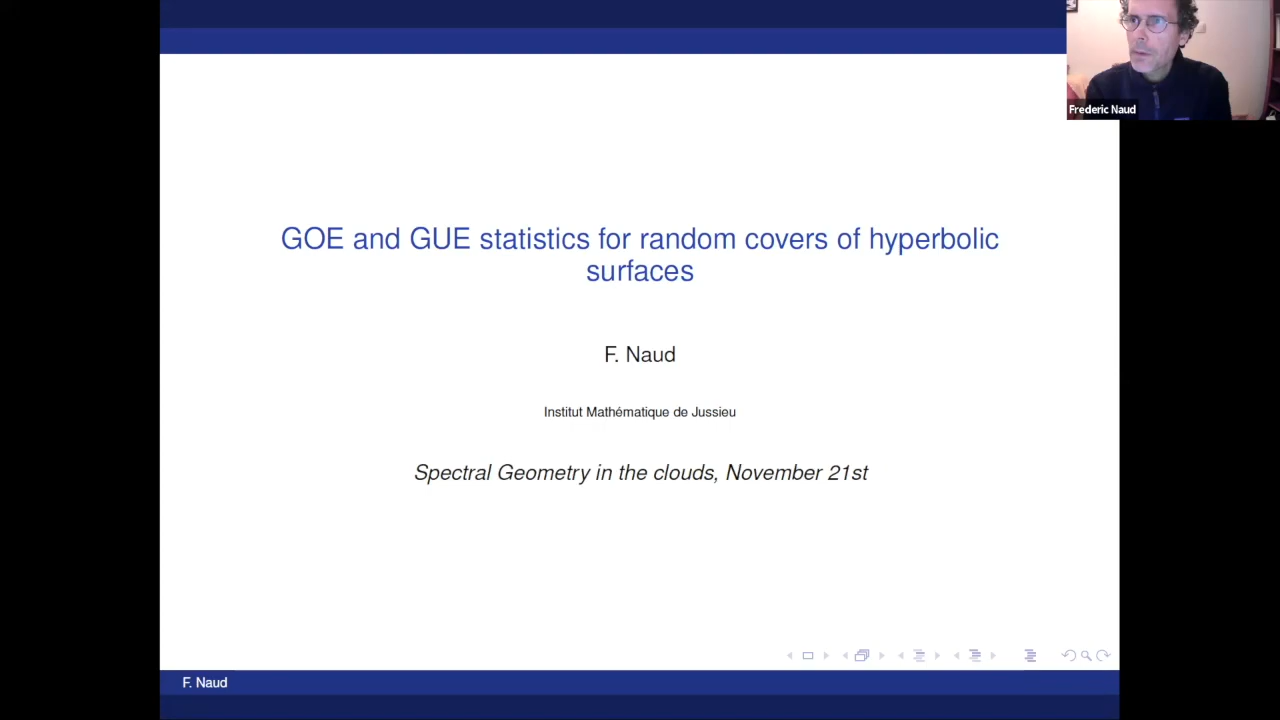 Frederic Naud
GOE and GUE statistics for random covers of hyperbolic
surfaces
F. Naud
Institut Mathématique de Jussieu
Spectral Geometry in the clouds, November 21st
F. Naud